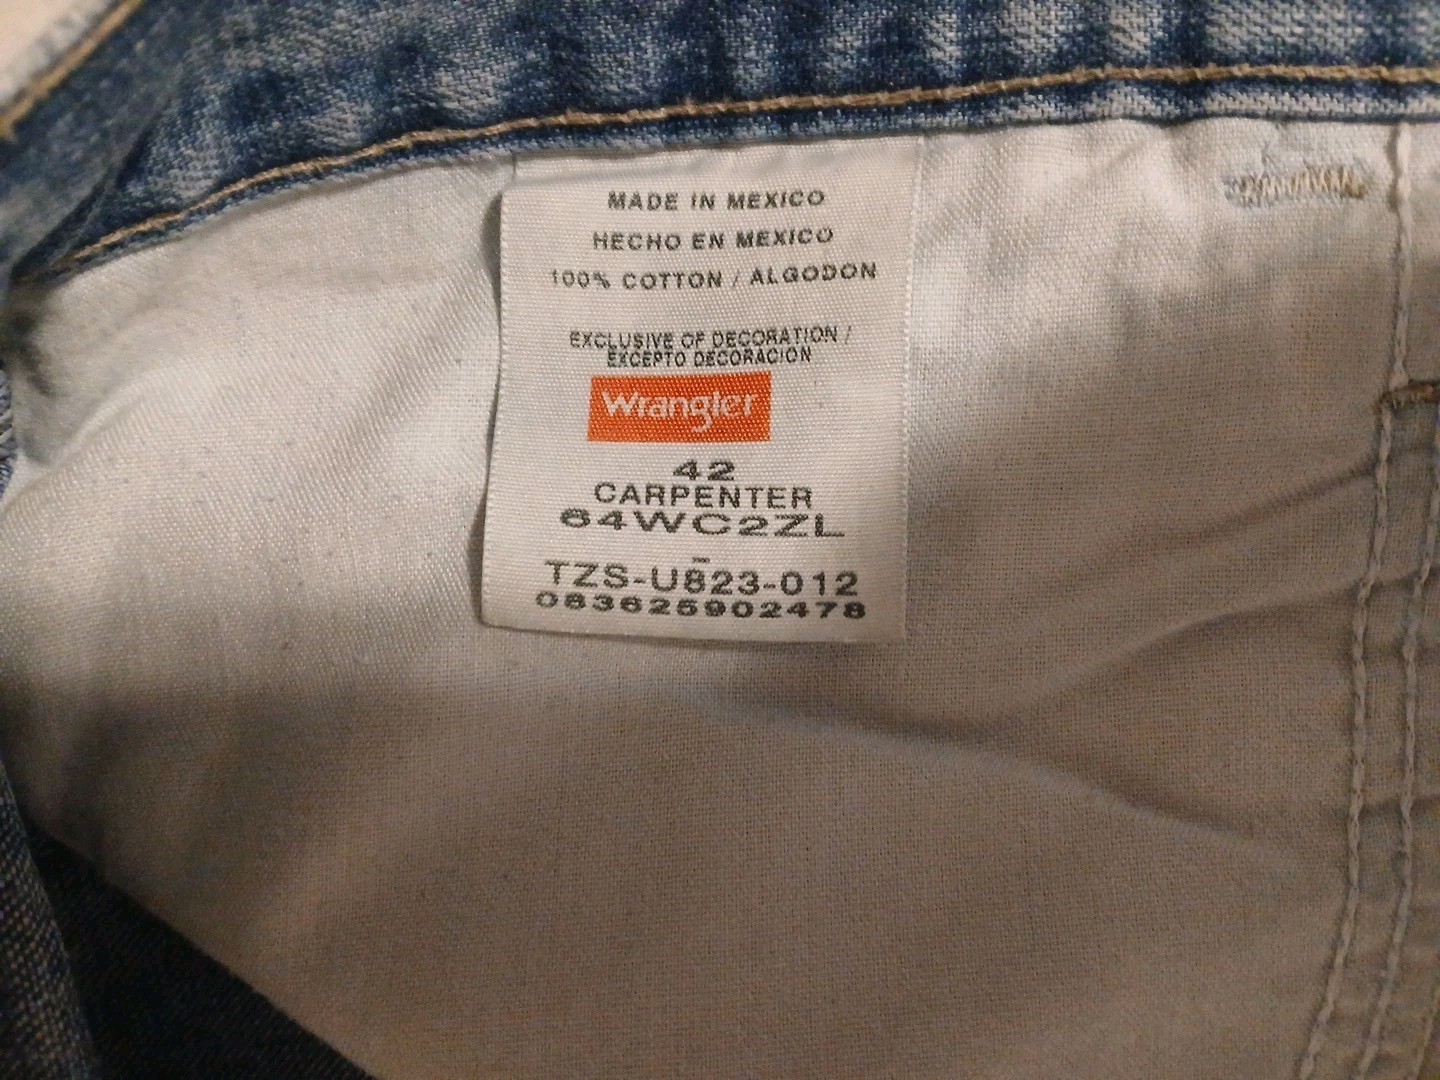 MADE IN MEXICO
HECHO EN MEXICO
100% COTTON / ALGODON
EXCLUSIVE OF DECORATION /
EXCEPTO DECORACION
Wrangler
42
CARPENTER
64WC2ZL
-
TZS-U823-012
083625902478